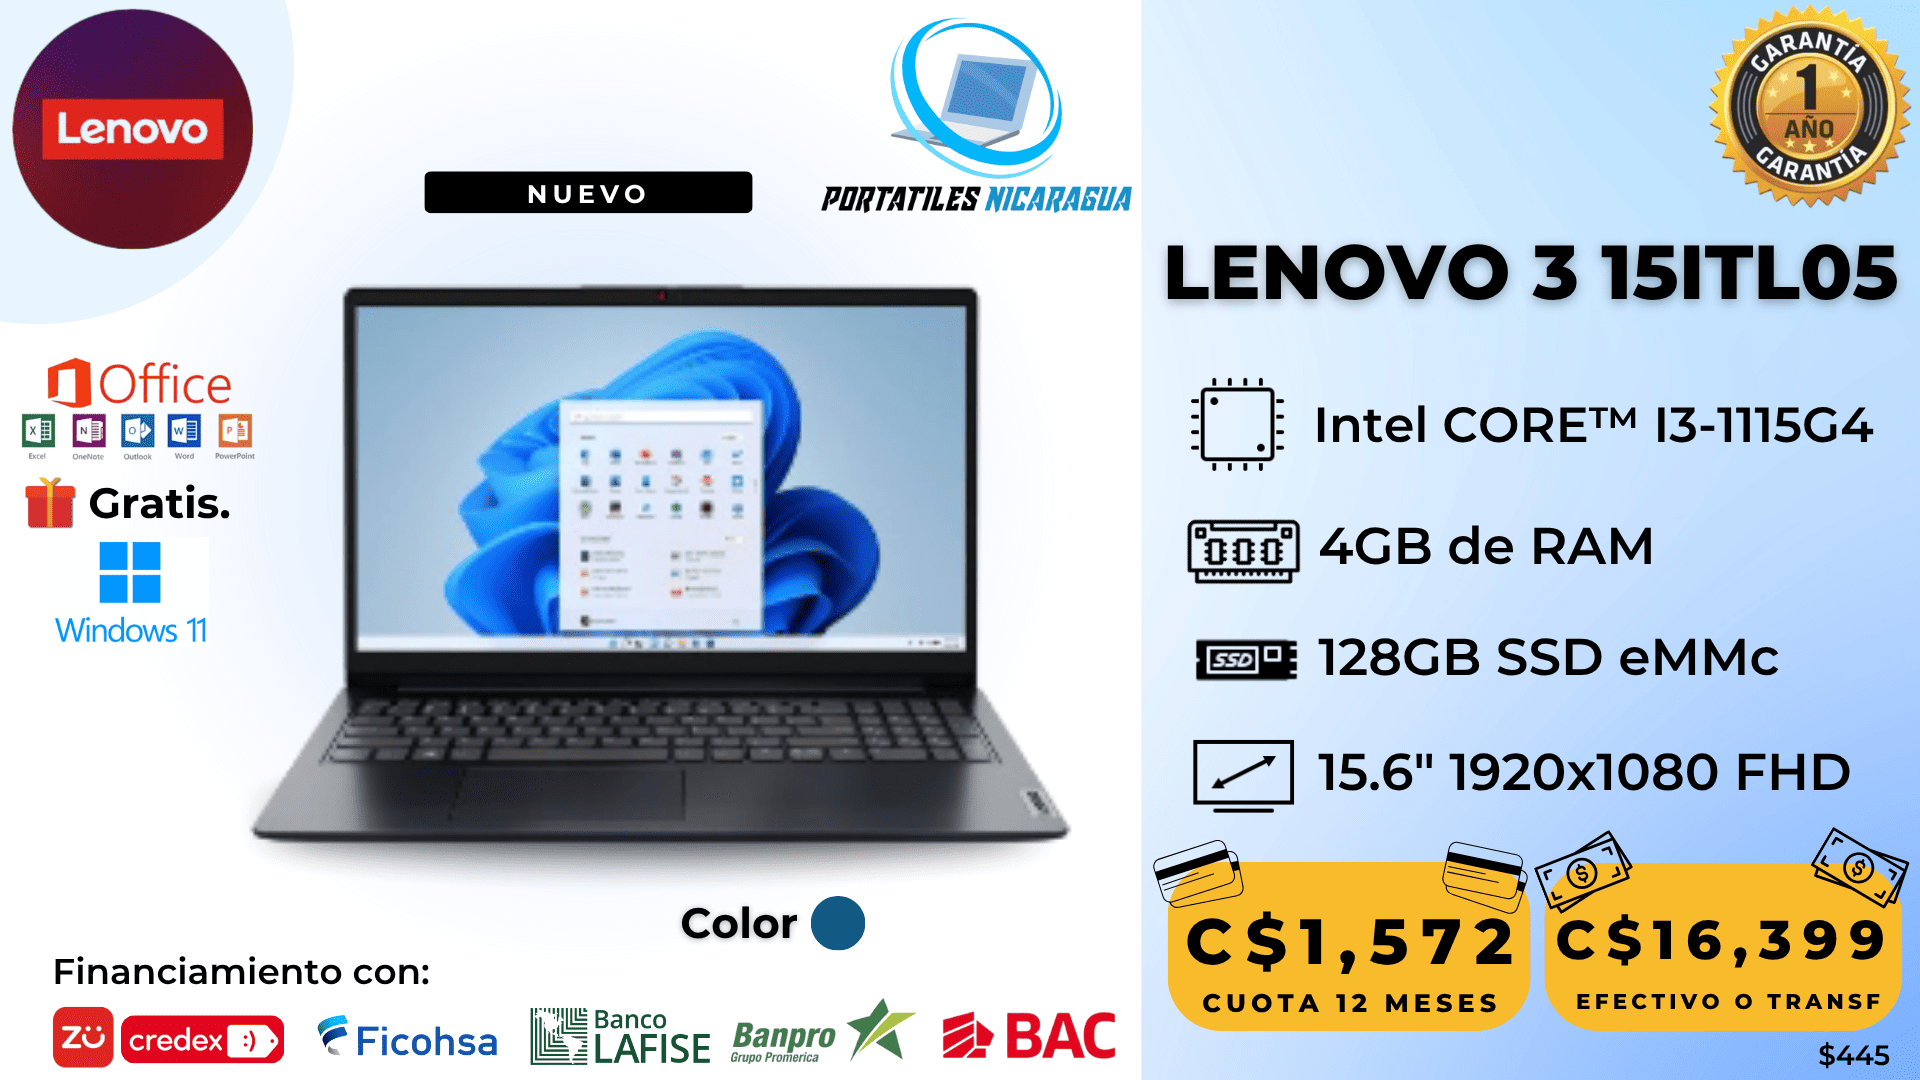 Lenovo
NUEVO
PORTATILES NICARAGUA
Office
Excel OneNote Outlook Word PowerPoint
Gratis.
Windows 11
Color
Financiamiento con:
ZU
credex :)
Ficohsa
Banco
LAFISE
Banpro
Grupo Promerica
BAC
GARANTÍA
1
AÑO
GARANTÍA
LENOVO 3 15ITL05
Intel CORE™ I3-1115G4
4GB de RAM
SSD
128GB SSD eMMc
15.6" 1920x1080 FHD
C$1,572
CUOTA 12 MESES
C$16,399
EFECTIVO O TRANSF
$445